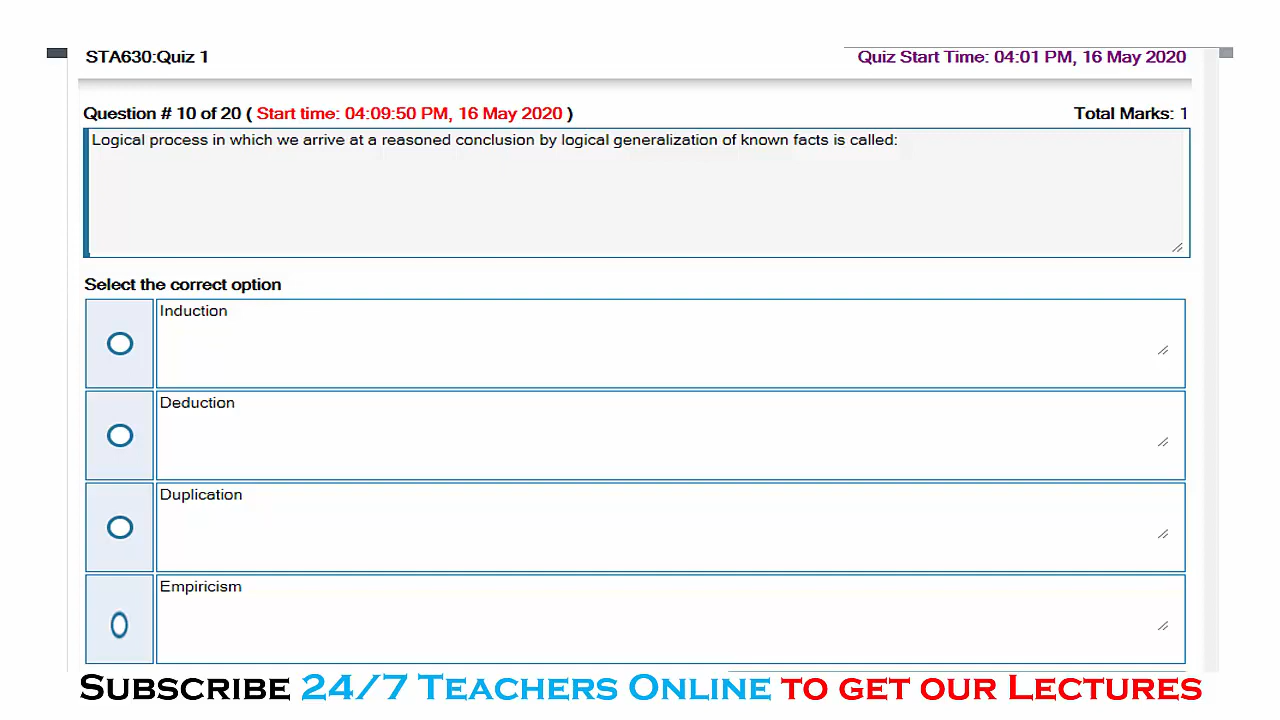 STA630:Quiz 1
Quiz Start Time: 04:01 PM, 16 May 2020
Question # 10 of 20 ( Start time: 04:09:50 PM, 16 May 2020 )
Total Marks: 1
Logical process in which we arrive at a reasoned conclusion by logical generalization of known facts is called:
Select the correct option
Induction
Deduction
Duplication
Empiricism
SUBSCRIBE 24/7 TEACHERS ONLINE TO GET OUR LECTURES